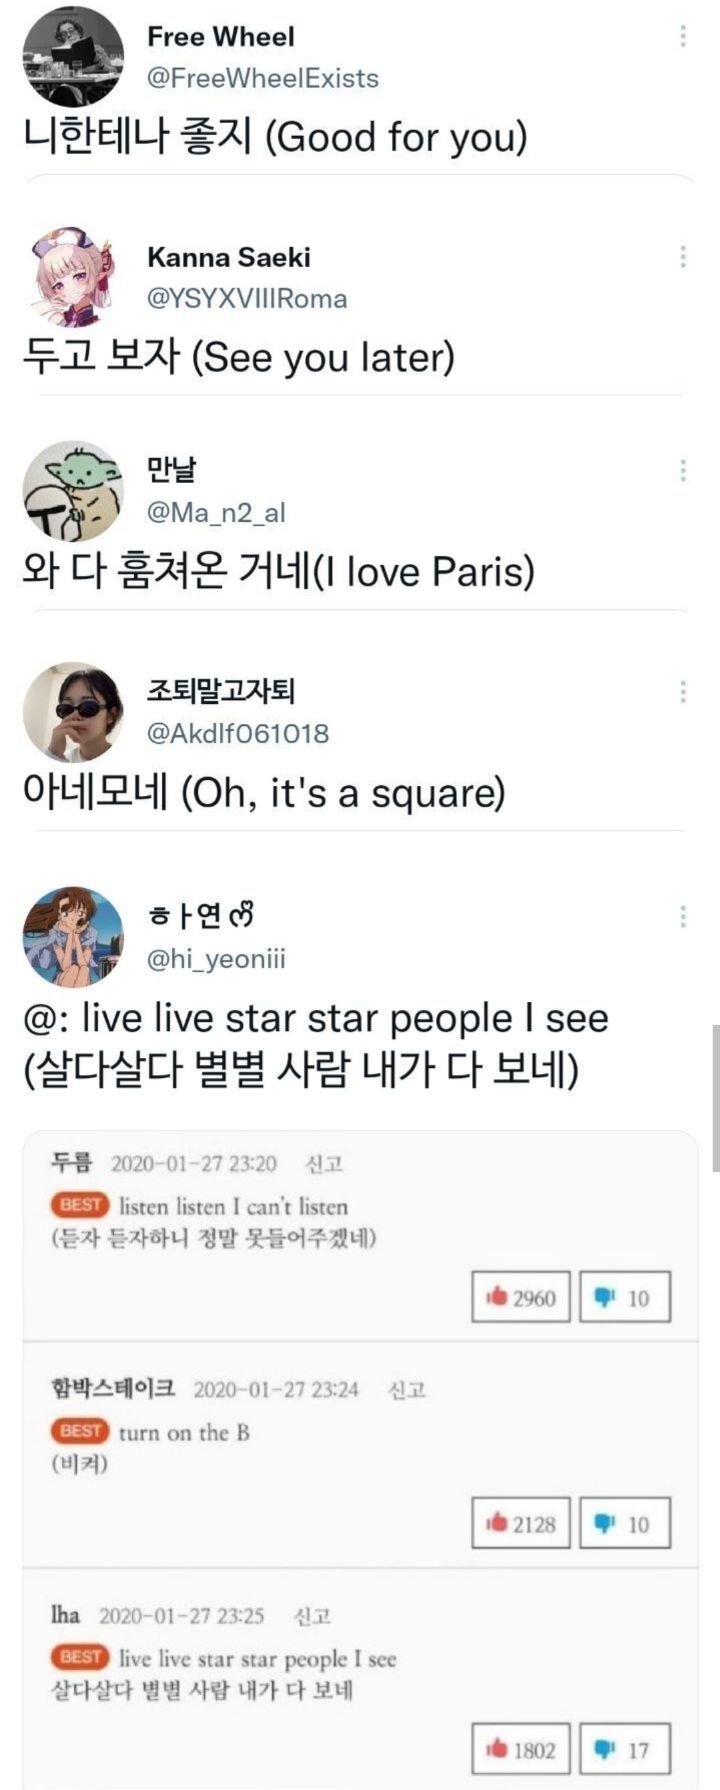 Free Wheel
@FreeWheelExists
니한테나 좋지 (Good for you)
Kanna Saeki
@YSYXVIIIRoma
두고 보자 (See you later)
만날
@Ma_n2_al
와 다 훔쳐온 거네(I love Paris)
조퇴말고자퇴
@Akdlf061018
아네모네 (Oh, it's a square)
ㅎㅏ연 ෆ
@hi_yeoniii
@: live live star star people I see
(살다살다 별별 사람 내가 다 보네)
두름 2020-01-27 23:20 신고
BEST listen listen I can't listen
(듣자 듣자하니 정말 못들어주겠네)
2960 10
함박스테이크 2020-01-27 23:24 신고
BEST turn on the B
(비켜)
2128 10
lha 2020-01-27 23:25 신고
BEST live live star star people I see
살다살다 별별 사람 내가 다 보네
1802 17